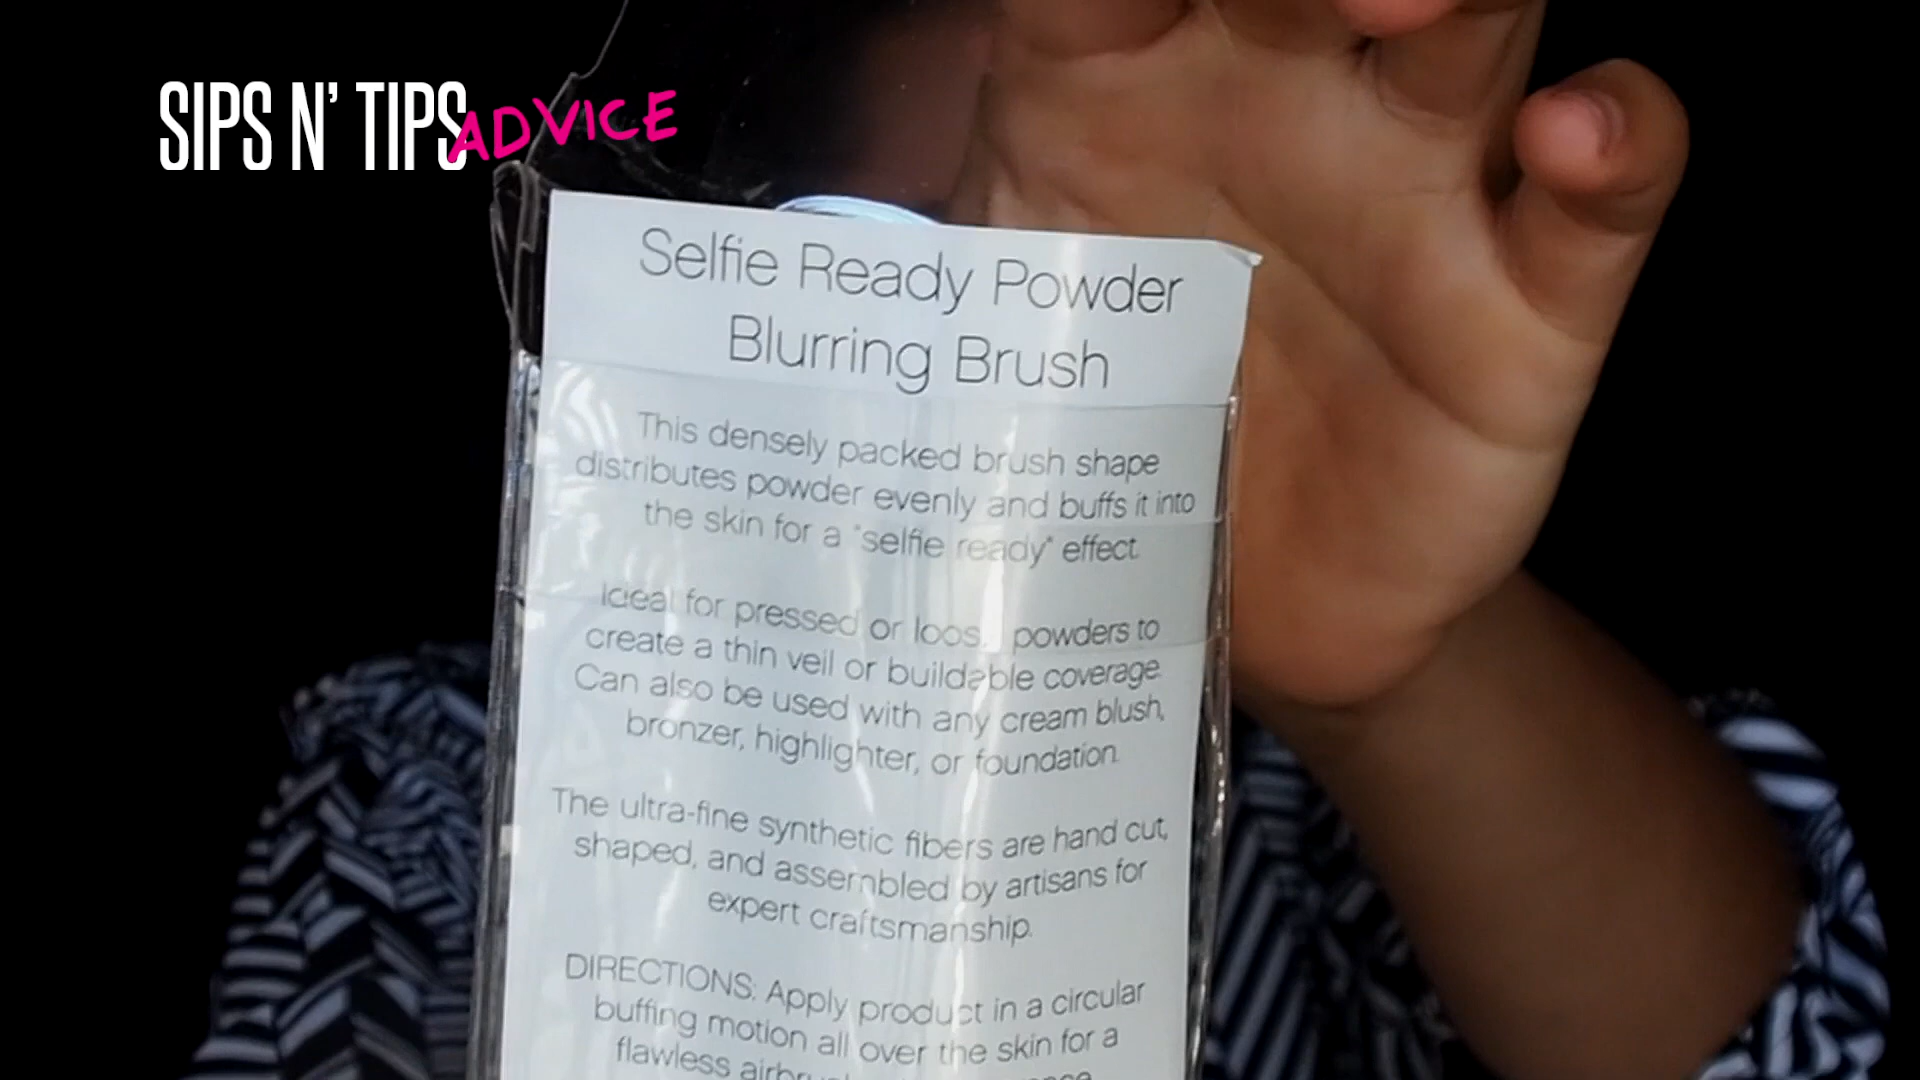 SIPS N' TIPS
ADVICE
Selfie Ready Powder
Blurring Brush
This densely packed brush shape
distributes powder evenly and buffs it into
the skin for a "selfie ready" effect.
Ideal for pressed or loose powders to
create a thin veil or buildable coverage.
Can also be used with any cream blush,
bronzer, highlighter, or foundation.
The ultra-fine synthetic fibers are hand cut,
shaped, and assembled by artisans for
expert craftsmanship.
DIRECTIONS: Apply product in a circular
buffing motion all over the skin for a
flawless